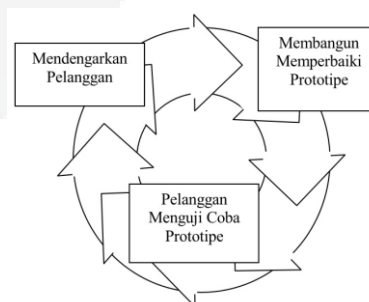 Mendengarkan
Pelanggan
Membangun
Memperbaiki
Prototipe
Pelanggan
Menguji Coba
Prototipe